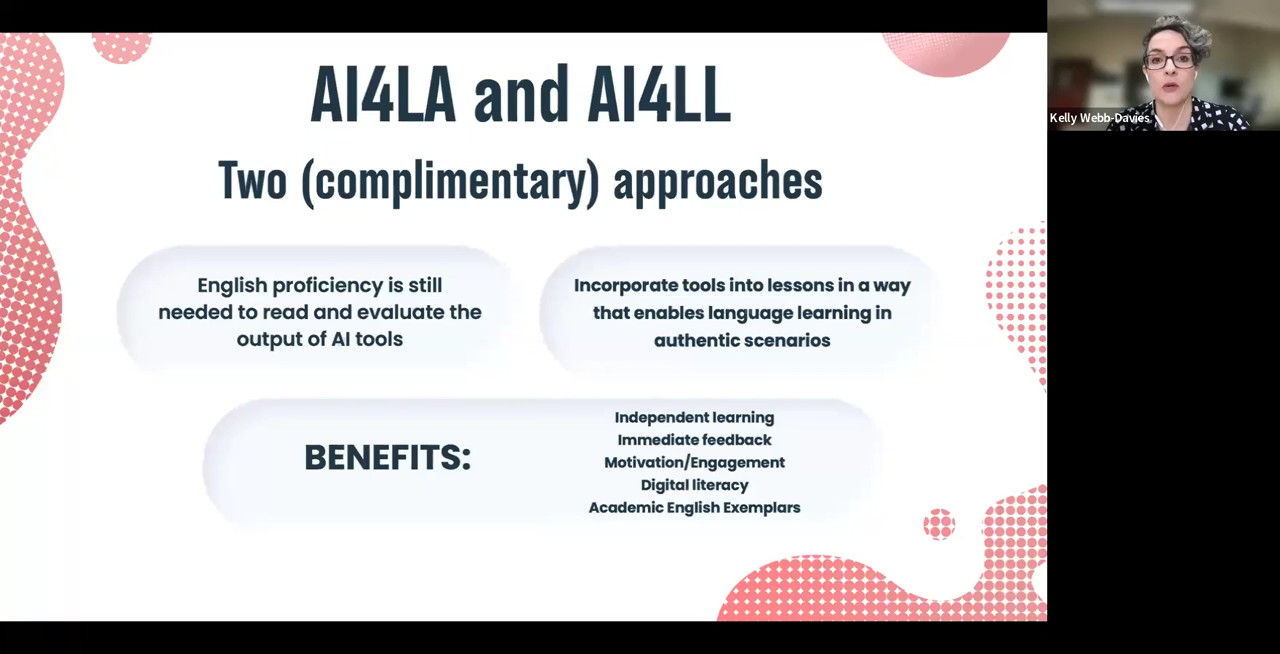 AI4LA and AI4LL
Two (complimentary) approaches
English proficiency is still
needed to read and evaluate the
output of AI tools
Incorporate tools into lessons in a way
that enables language learning in
authentic scenarios
BENEFITS:
Independent learning
Immediate feedback
Motivation/Engagement
Digital literacy
Academic English Exemplars
Kelly Webb-Davies